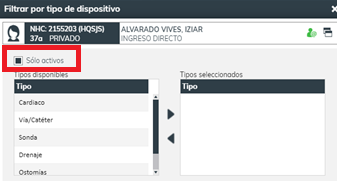 Filtrar por tipo de dispositivo
NHC: 2155203 (HQSJS) ALVARADO VIVES, IZIAR
37a PRIVADO INGRESO DIRECTO
Sólo activos
Tipos disponibles Tipos seleccionados
Tipo Tipo
Cardiaco
Vía/Catéter
Sonda
Drenaje
Ostomías